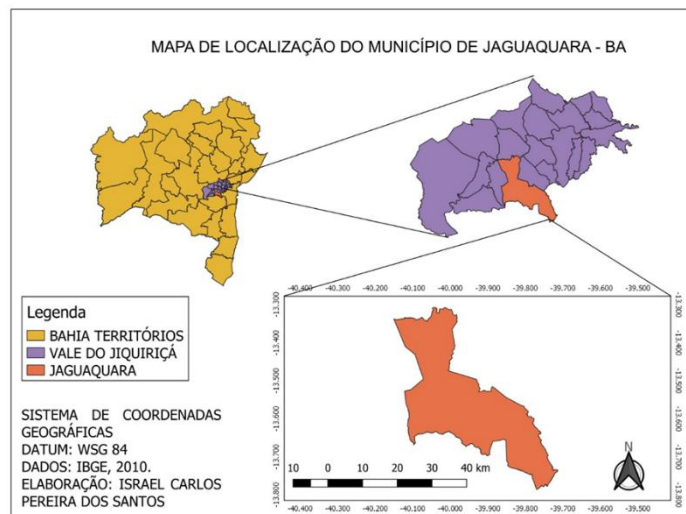 MAPA DE LOCALIZAÇÃO DO MUNICÍPIO DE JAGUAQUARA - BA
Legenda
BAHIA TERRITÓRIOS
VALE DO JIQUIRIÇÁ
JAGUAQUARA
SISTEMA DE COORDENADAS
GEOGRÁFICAS
DATUM: WSG 84
DADOS: IBGE, 2010.
ELABORAÇÃO: ISRAEL CARLOS
PEREIRA DOS SANTOS
-40.400 -40.300 -40.200 -40.100 -40.000 -39.900 -39.800 -39.700 -39.600 -39.500
-13.300 -13.400 -13.500 -13.600 -13.700 -13.800
-13.300 -13.400 -13.500 -13.600 -13.700 -13.800
N
10 0 10 20 30 40 km
-40.400 -40.300 -40.200 -40.100 -40.000 -39.900 -39.800 -39.700 -39.600 -39.500